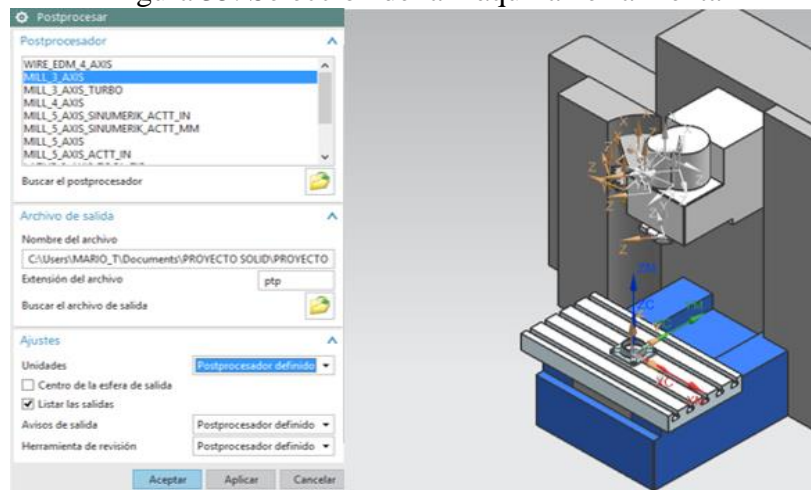 Postprocesar
Postprocesador
WIRE_EDM_4_AXIS
MILL_3_AXIS
MILL_3_AXIS_TURBO
MILL_4_AXIS
MILL_5_AXIS_SINUMERIK_ACTT_IN
MILL_5_AXIS_SINUMERIK_ACTT_MM
MILL_5_AXIS
MILL_5_AXIS_ACTT_IN
Buscar el postprocesador
Archivo de salida
Nombre del archivo
C:\Users\MARIO_T\Documents\PROYECTO SOLID\PROYECTO
Extensión del archivo ptp
Buscar el archivo de salida
Ajustes
Unidades Postprocesador definido
Centro de la esfera de salida
Listar las salidas
Avisos de salida Postprocesador definido
Herramienta de revisión Postprocesador definido
Aceptar Aplicar Cancelar
ZM
ZC
YM
XC
XM
Z
Z
Z
Z
X